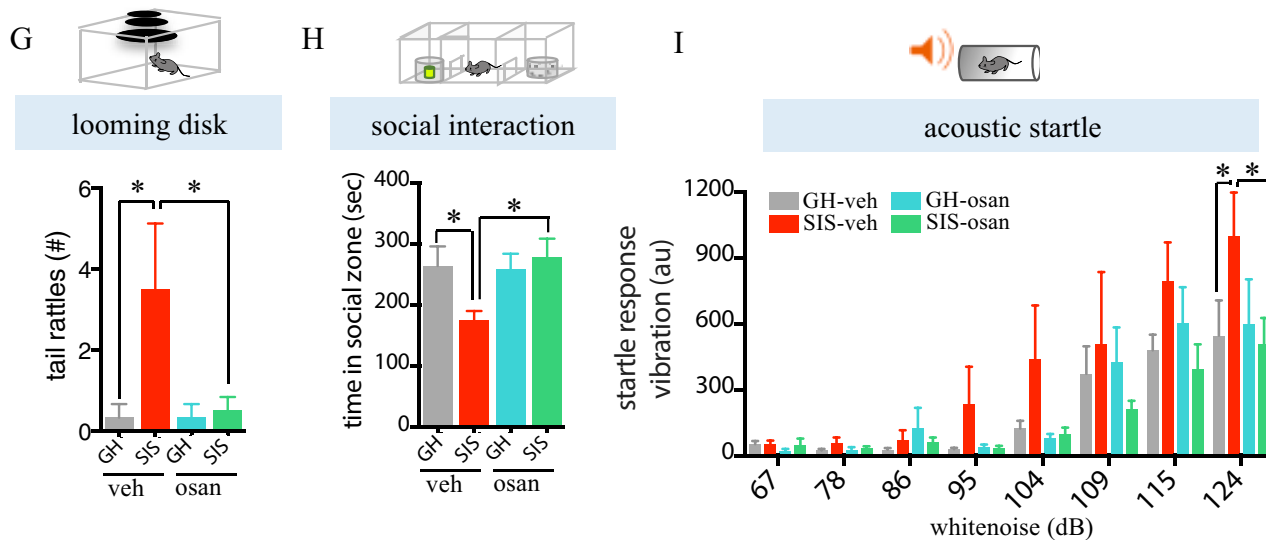 G
looming disk
tail rattles (#)
6
4
2
0
*
*
GH
SIS
GH
SIS
veh
osan
H
social interaction
time in social zone (sec)
400
300
200
100
0
*
*
GH
SIS
GH
SIS
veh
osan
I
acoustic startle
startle response
vibration (au)
1200
900
600
300
0
GH-veh
GH-osan
SIS-veh
SIS-osan
*
*
67
78
86
95
104
109
115
124
whitenoise (dB)